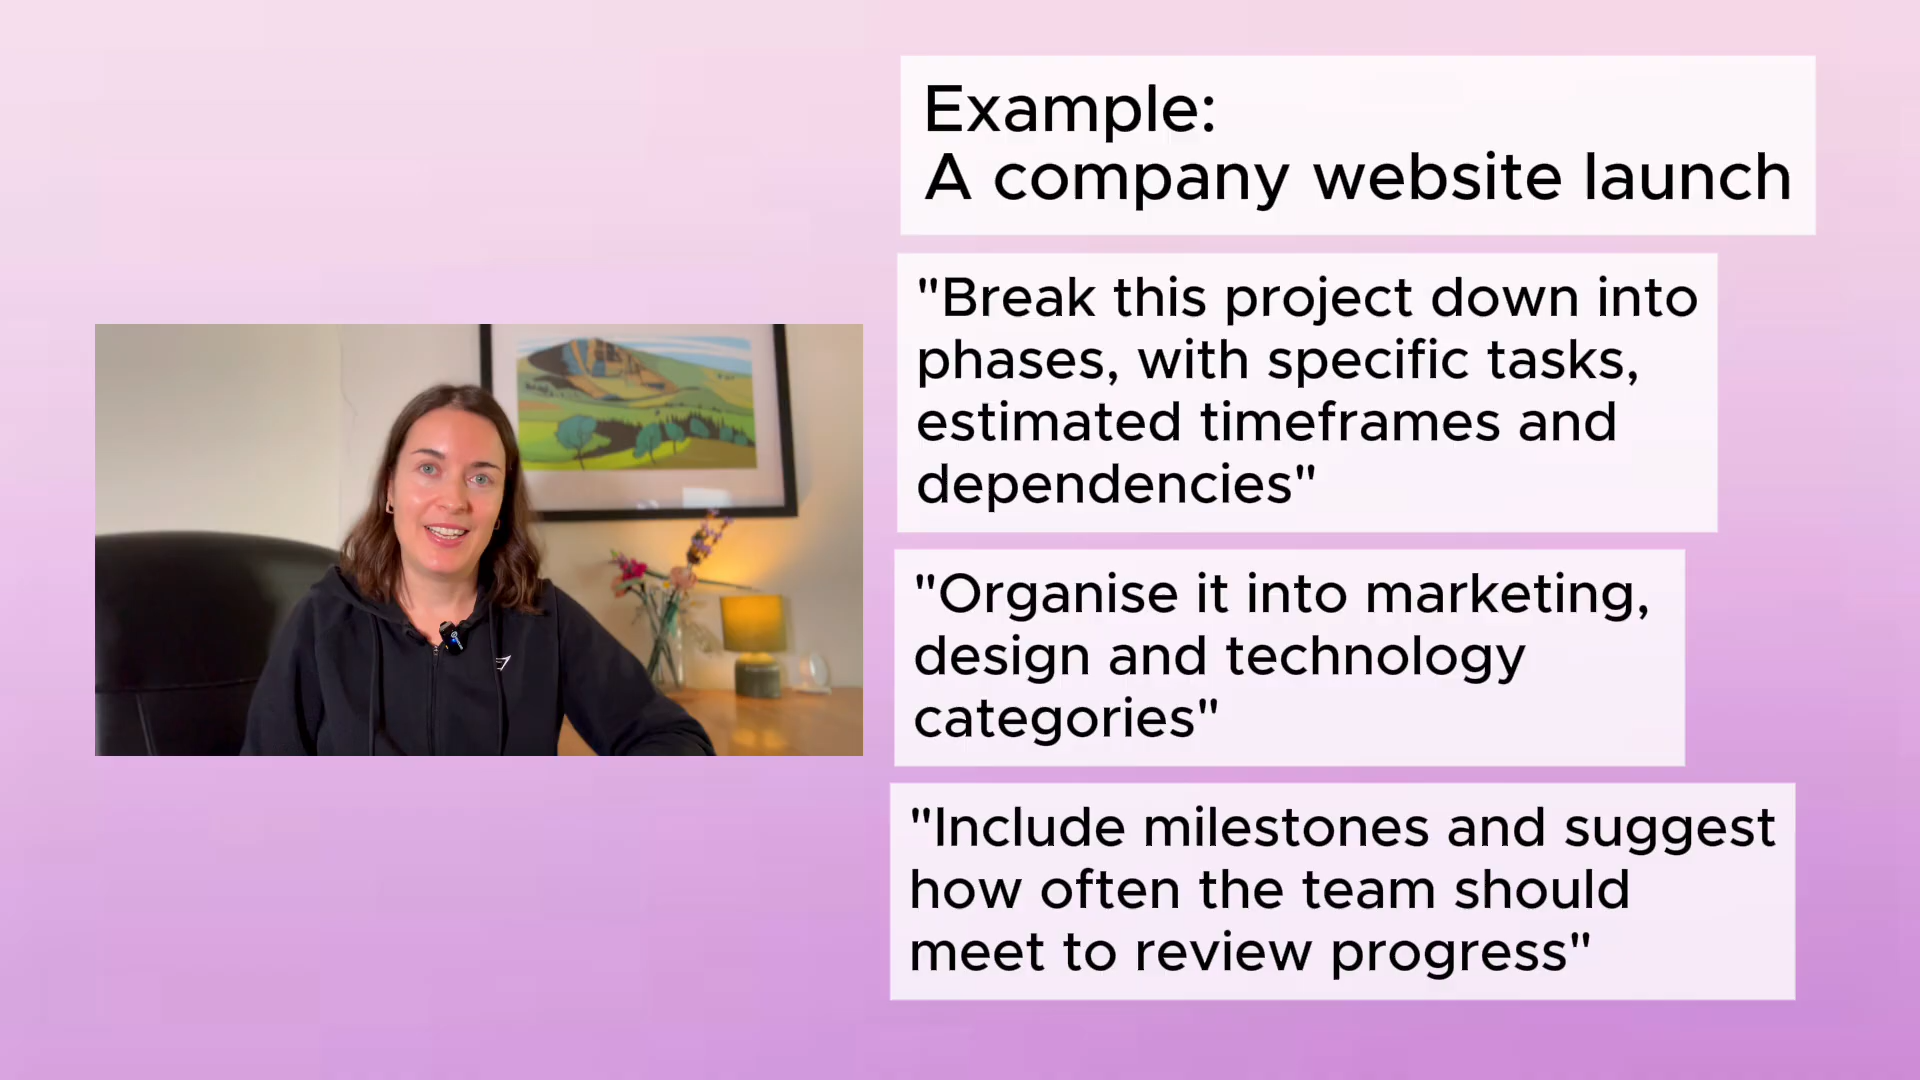 Example:
A company website launch
"Break this project down into
phases, with specific tasks,
estimated timeframes and
dependencies"
"Organise it into marketing,
design and technology
categories"
"Include milestones and suggest
how often the team should
meet to review progress"